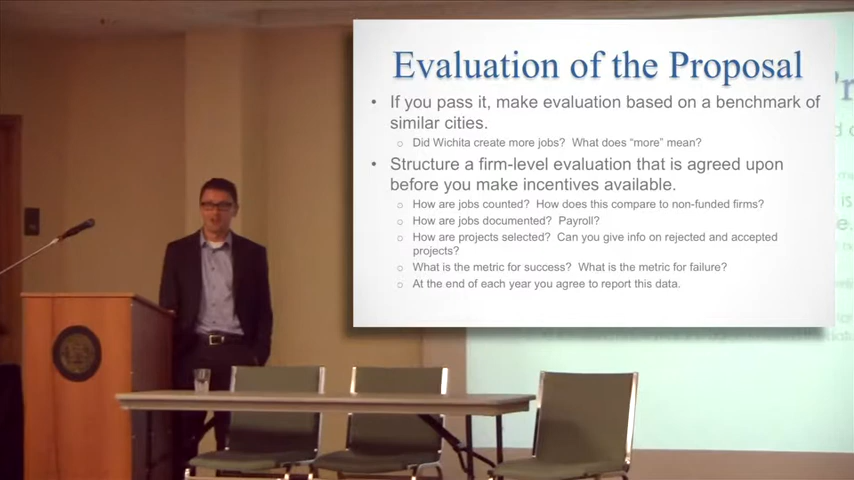 Evaluation of the Proposal
• If you pass it, make evaluation based on a benchmark of
similar cities.
○ Did Wichita create more jobs? What does “more” mean?
• Structure a firm-level evaluation that is agreed upon
before you make incentives available.
○ How are jobs counted? How does this compare to non-funded firms?
○ How are jobs documented? Payroll?
○ How are projects selected? Can you give info on rejected and accepted
projects?
○ What is the metric for success? What is the metric for failure?
○ At the end of each year you agree to report this data.